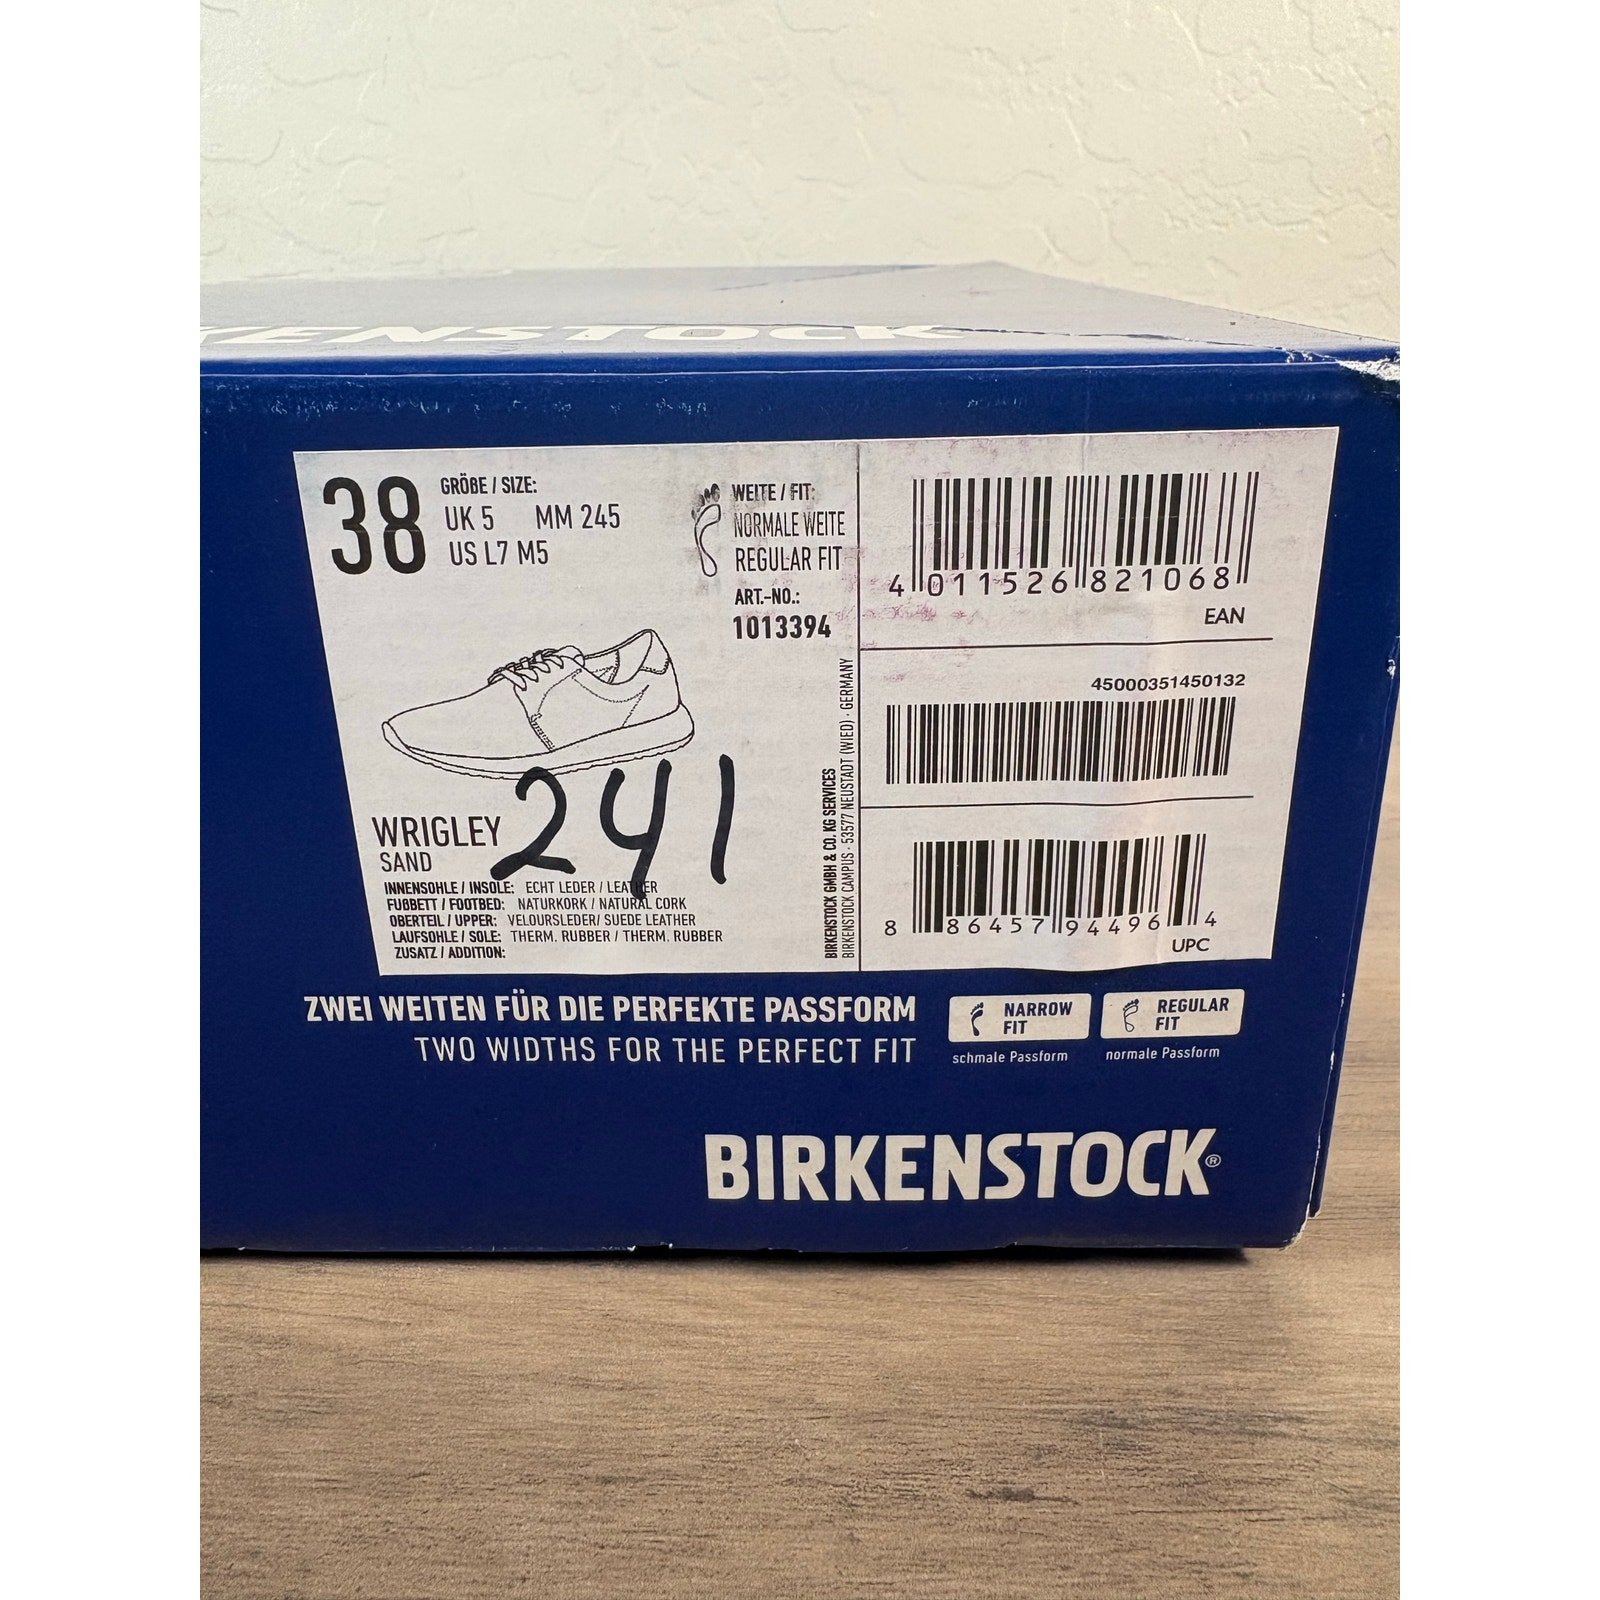 KENSTOCK
38
GRÖßE / SIZE:
UK 5 MM 245
US L7 M5
WEITE / FIT:
NORMALE WEITE
REGULAR FIT
ART.-NO.:
1013394
4 011526 821068
EAN
45000351450132
8 86457 94496 4
UPC
BIRKENSTOCK GMBH & CO. KG SERVICES
BIRKENSTOCK CAMPUS · 53577 NEUSTADT (WIED) · GERMANY
241
WRIGLEY
SAND
INNENSOHLE / INSOLE: ECHT LEDER / LEATHER
FUßBETT / FOOTBED: NATURKORK / NATURAL CORK
OBERTEIL / UPPER: VELOURSLEDER/ SUEDE LEATHER
LAUFSOHLE / SOLE: THERM. RUBBER / THERM. RUBBER
ZUSATZ / ADDITION:
ZWEI WEITEN FÜR DIE PERFEKTE PASSFORM
TWO WIDTHS FOR THE PERFECT FIT
NARROW
FIT
schmale Passform
REGULAR
FIT
normale Passform
BIRKENSTOCK®